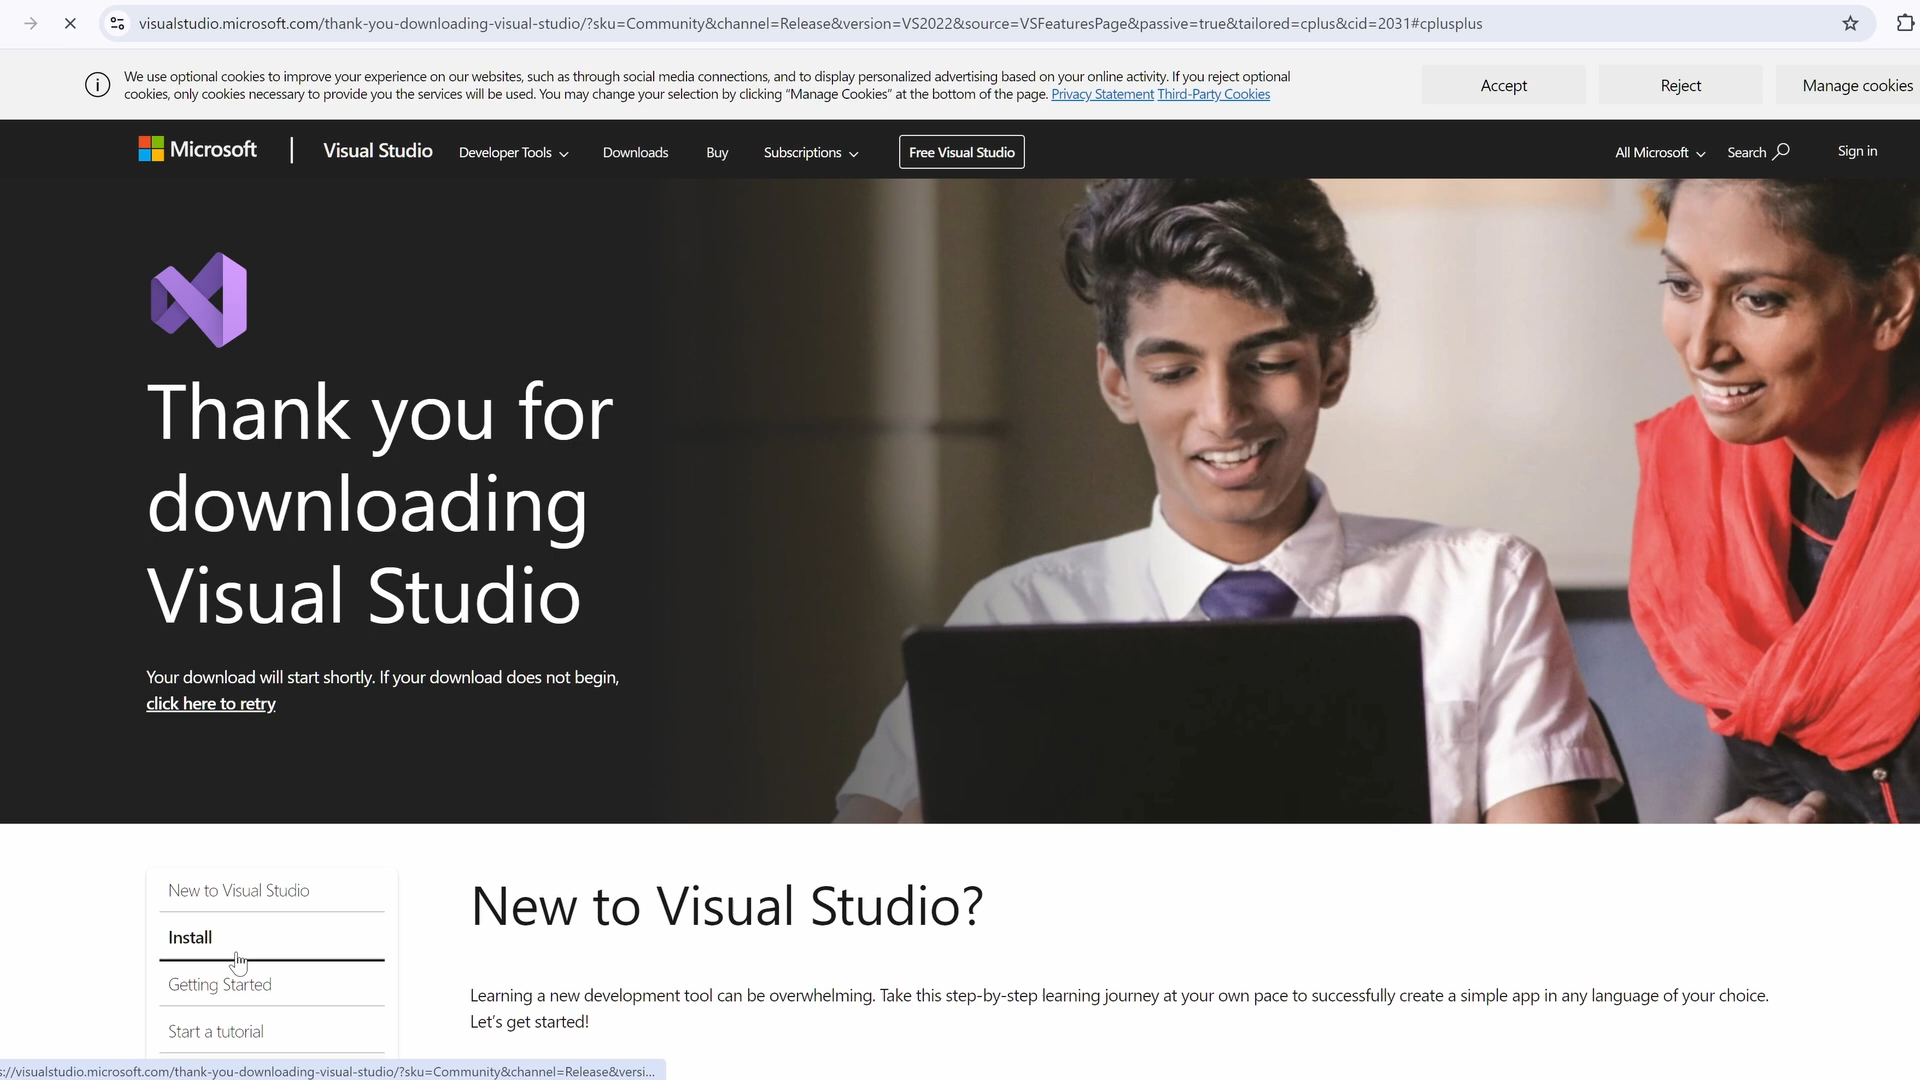 visualstudio.microsoft.com/thank-you-downloading-visual-studio/?sku=Community&channel=Release&version=VS2022&source=VSFeaturesPage&passive=true&tailored=cplus&cid=2031#cplusplus
We use optional cookies to improve your experience on our websites, such as through social media connections, and to display personalized advertising based on your online activity. If you reject optional
cookies, only cookies necessary to provide you the services will be used. You may change your selection by clicking “Manage Cookies” at the bottom of the page. Privacy Statement Third-Party Cookies
Accept
Reject
Manage cookies
Microsoft
Visual Studio
Developer Tools
Downloads
Buy
Subscriptions
Free Visual Studio
All Microsoft
Search
Sign in
Thank you for
downloading
Visual Studio
Your download will start shortly. If your download does not begin,
click here to retry
New to Visual Studio
Install
Getting Started
Start a tutorial
New to Visual Studio?
Learning a new development tool can be overwhelming. Take this step-by-step learning journey at your own pace to successfully create a simple app in any language of your choice.
Let’s get started!
s://visualstudio.microsoft.com/thank-you-downloading-visual-studio/?sku=Community&channel=Release&versi...